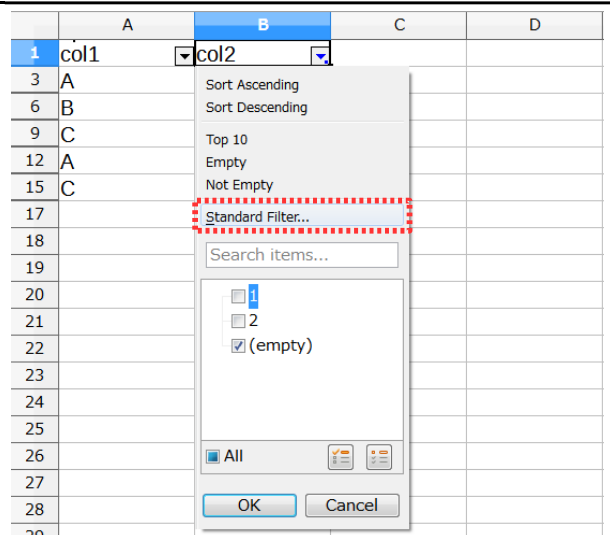 A B C D
1 col1 col2
3 A
6 B
9 C
12 A
15 C
17
18
19
20
21
22
23
24
25
26
27
28
29
Sort Ascending
Sort Descending
Top 10
Empty
Not Empty
Standard Filter...
Search items...
1
2
(empty)
All
OK Cancel